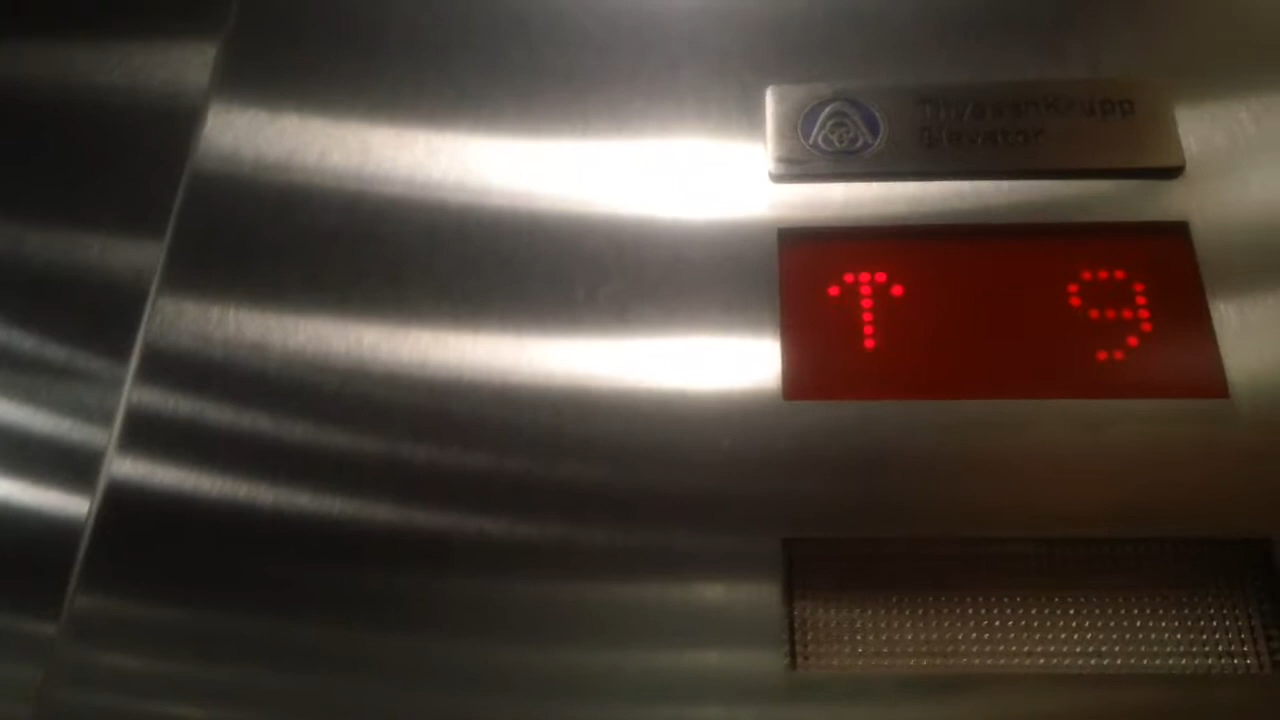 ThyssenKrupp
Elevator
↑ 9